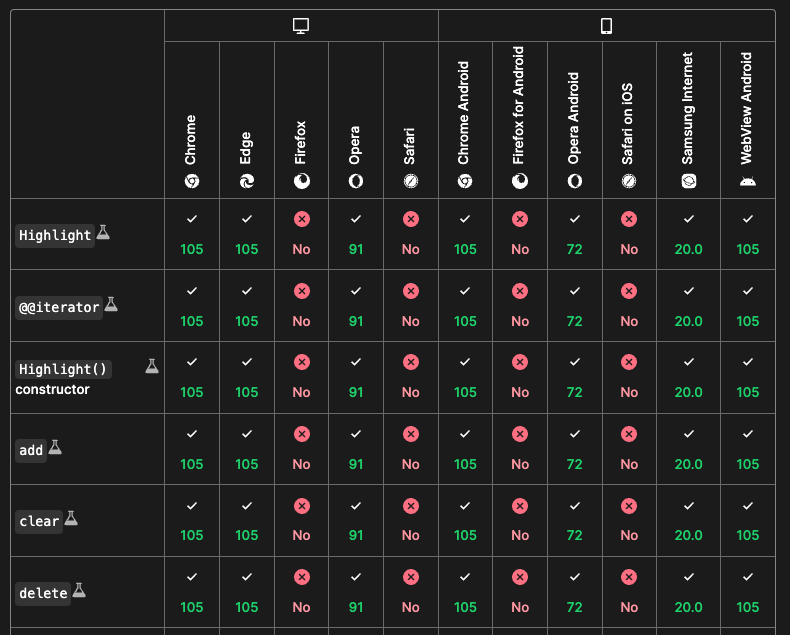 Chrome
Edge
Firefox
Opera
Safari
Chrome Android
Firefox for Android
Opera Android
Safari on iOS
Samsung Internet
WebView Android
Highlight
105 105 No 91 No 105 No 72 No 20.0 105
@@iterator
105 105 No 91 No 105 No 72 No 20.0 105
Highlight()
constructor
105 105 No 91 No 105 No 72 No 20.0 105
add
105 105 No 91 No 105 No 72 No 20.0 105
clear
105 105 No 91 No 105 No 72 No 20.0 105
delete
105 105 No 91 No 105 No 72 No 20.0 105